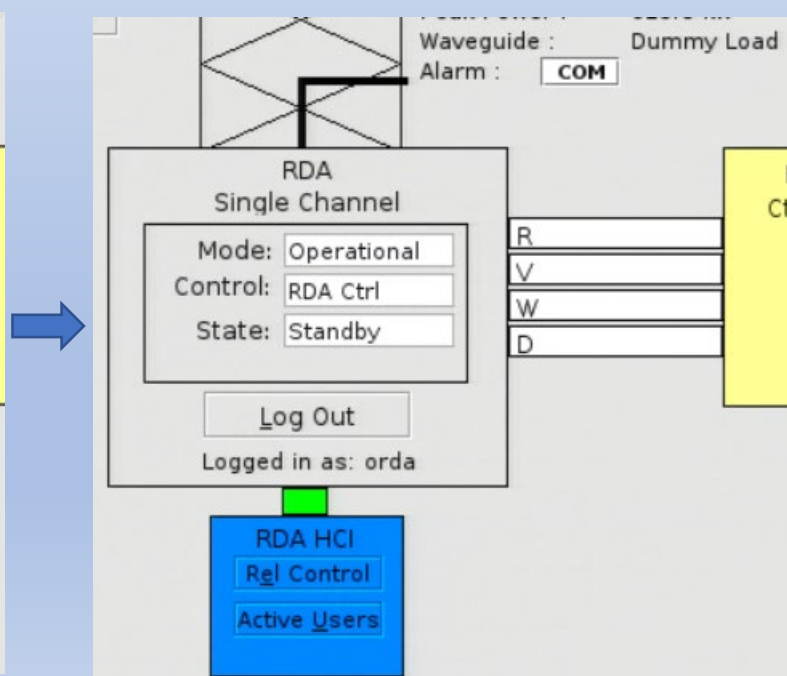 Waveguide : Dummy Load
Alarm : COM
RDA
Single Channel
Mode: Operational
Control: RDA Ctrl
State: Standby
R
V
W
D
Log Out
Logged in as: orda
RDA HCI
Rel Control
Active Users